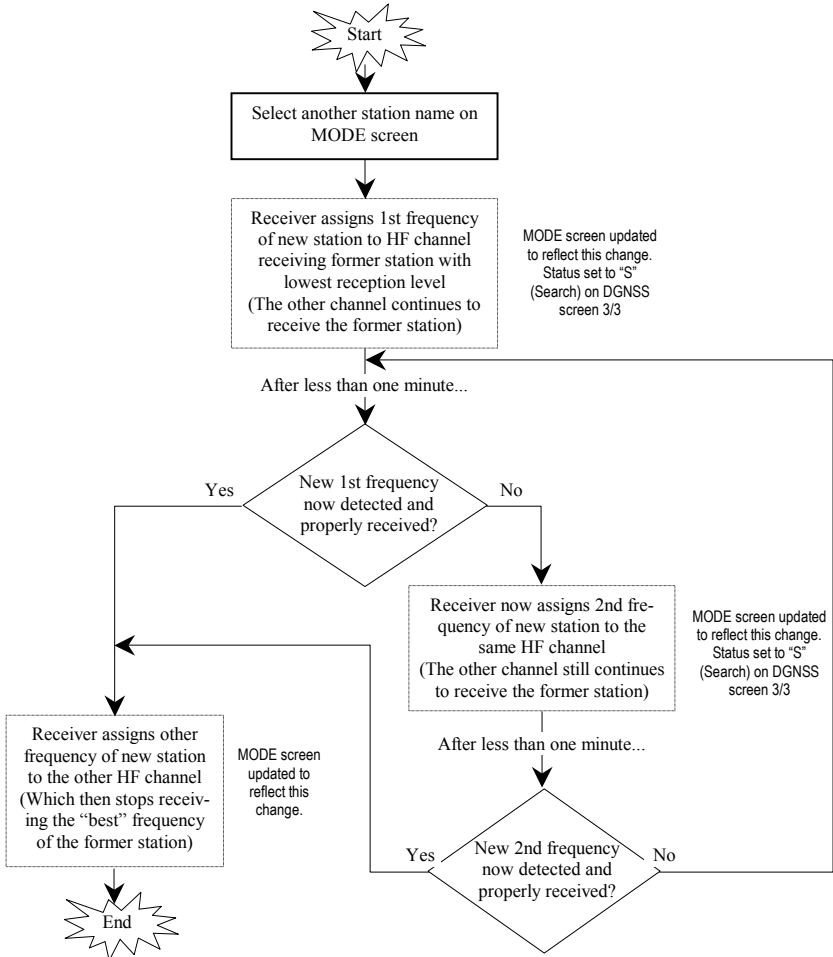 Start
Select another station name on
MODE screen
Receiver assigns 1st frequency
of new station to HF channel
receiving former station with
lowest reception level
(The other channel continues to
receive the former station)
MODE screen updated
to reflect this change.
Status set to “S”
(Search) on DGNSS
screen 3/3
After less than one minute...
Yes
New 1st frequency
now detected and
properly received?
No
Receiver now assigns 2nd fre-
quency of new station to the
same HF channel
(The other channel still continues
to receive the former station)
MODE screen updated
to reflect this change.
Status set to “S”
(Search) on DGNSS
screen 3/3
After less than one minute...
Receiver assigns other
frequency of new station
to the other HF channel
(Which then stops receiv-
ing the “best” frequency
of the former station)
MODE screen
updated to
reflect this
change.
Yes
New 2nd frequency
now detected and
properly received?
No
End